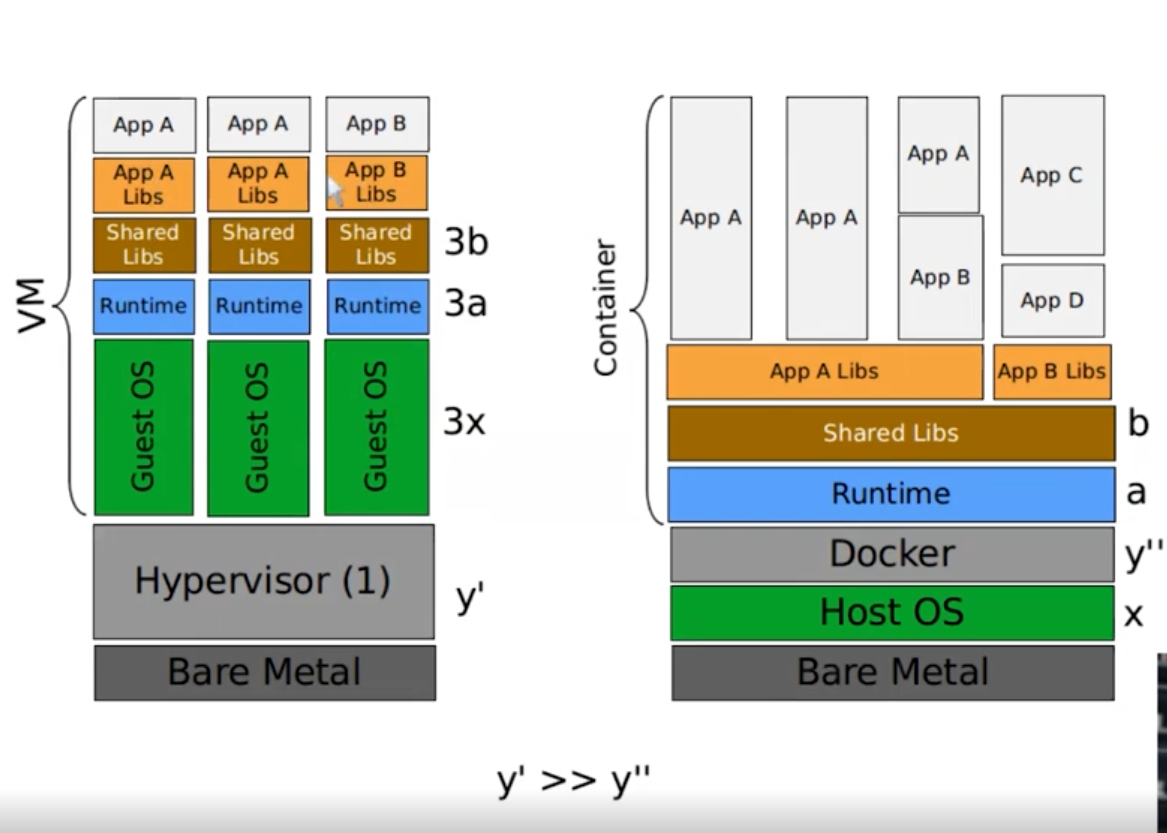 VM
App A
App A
App B
App A
Libs
App A
Libs
App B
Libs
Shared
Libs
Shared
Libs
Shared
Libs
3b
Runtime
Runtime
Runtime
3a
Guest OS
Guest OS
Guest OS
3x
Hypervisor (1)
y'
Bare Metal
Container
App A
App A
App A
App B
App C
App D
App A Libs
App B Libs
Shared Libs
b
Runtime
a
Docker
y''
Host OS
x
Bare Metal
y' >> y''